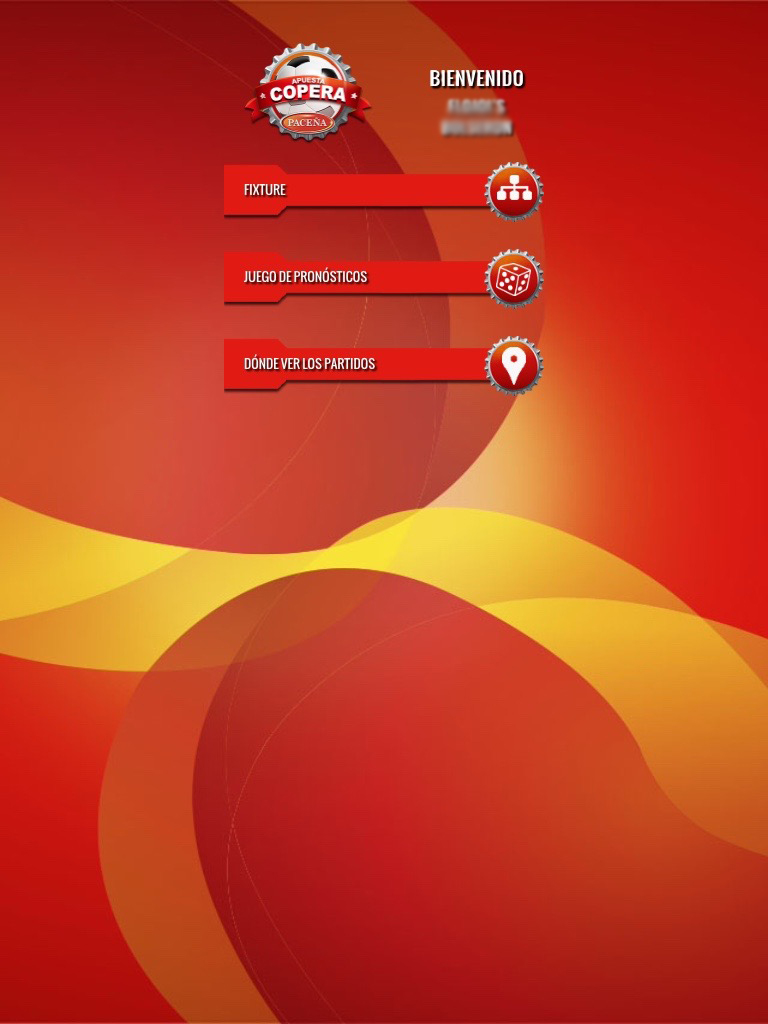 APUESTA
COPERA
PACEÑA
BIENVENIDO
FIXTURE
JUEGO DE PRONÓSTICOS
DÓNDE VER LOS PARTIDOS